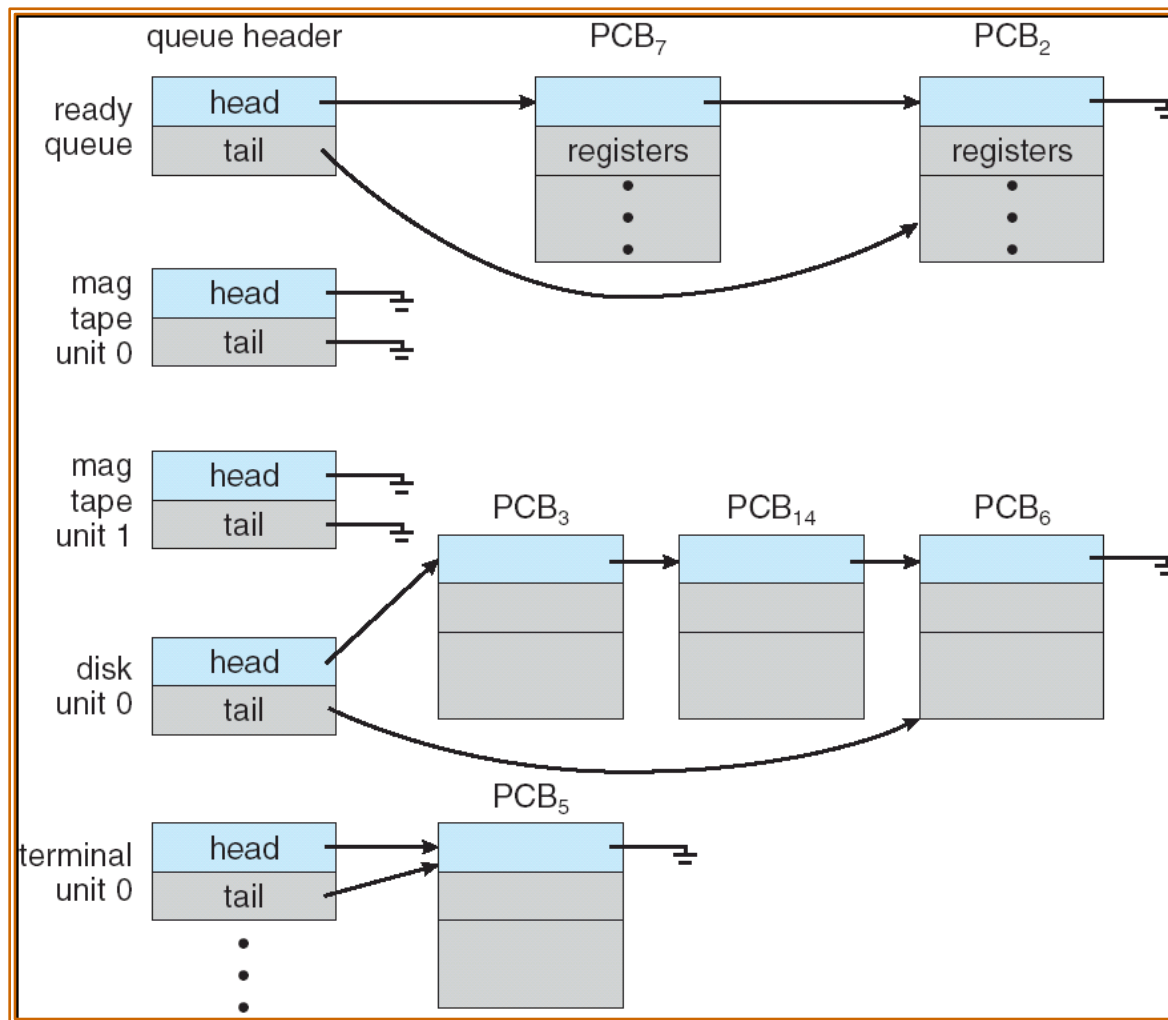 queue header PCB₇ PCB₂
ready queue
head
tail
registers
registers
mag
tape
unit 0
head
tail
mag
tape
unit 1
head
tail
PCB₃ PCB₁₄ PCB₆
disk
unit 0
head
tail
PCB₅
terminal
unit 0
head
tail